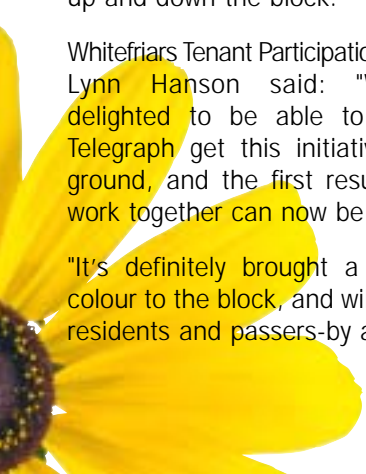 up and down the block.
Whitefriars Tenant Participatio
Lynn Hanson said: "
delighted to be able to
Telegraph get this initiativ
ground, and the first resu
work together can now be
"It's definitely brought a
colour to the block, and wi
residents and passers-by a